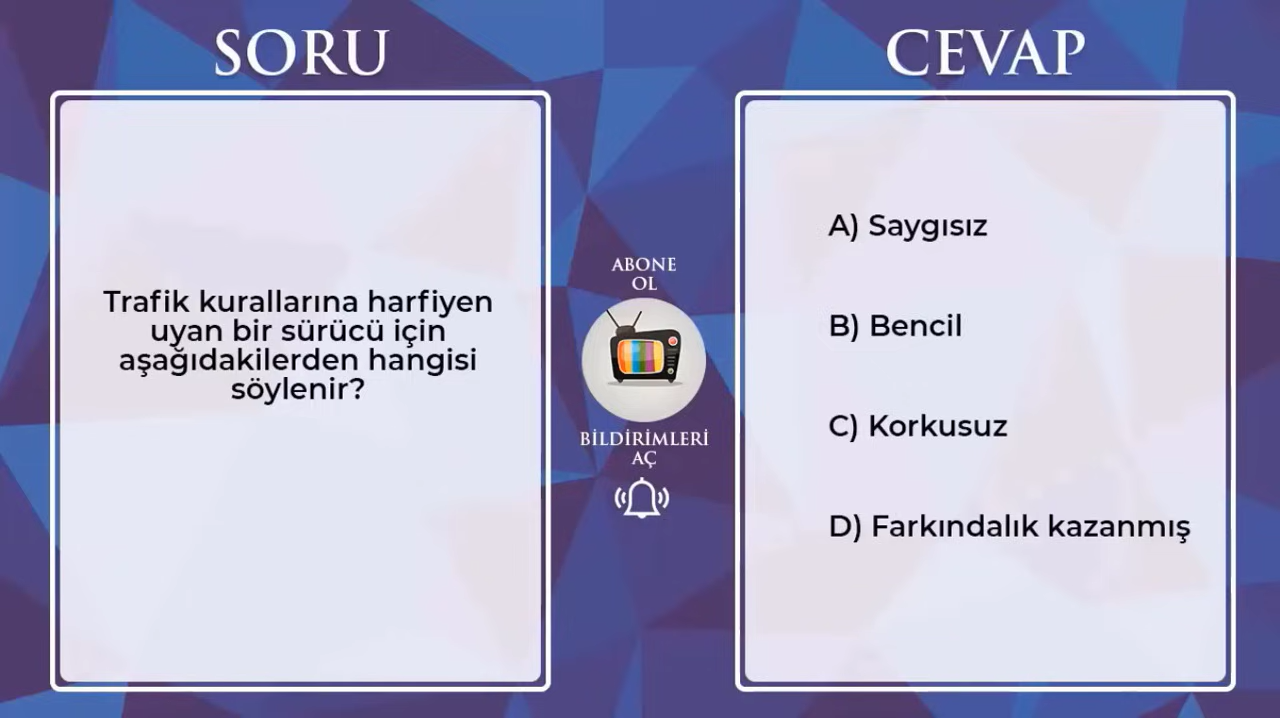 SORU
Trafik kurallarına harfiyen
uyan bir sürücü için
aşağıdakilerden hangisi
söylenir?
ABONE
OL
BİLDİRİMLERİ
AÇ
CEVAP
A) Saygısız
B) Bencil
C) Korkusuz
D) Farkındalık kazanmış